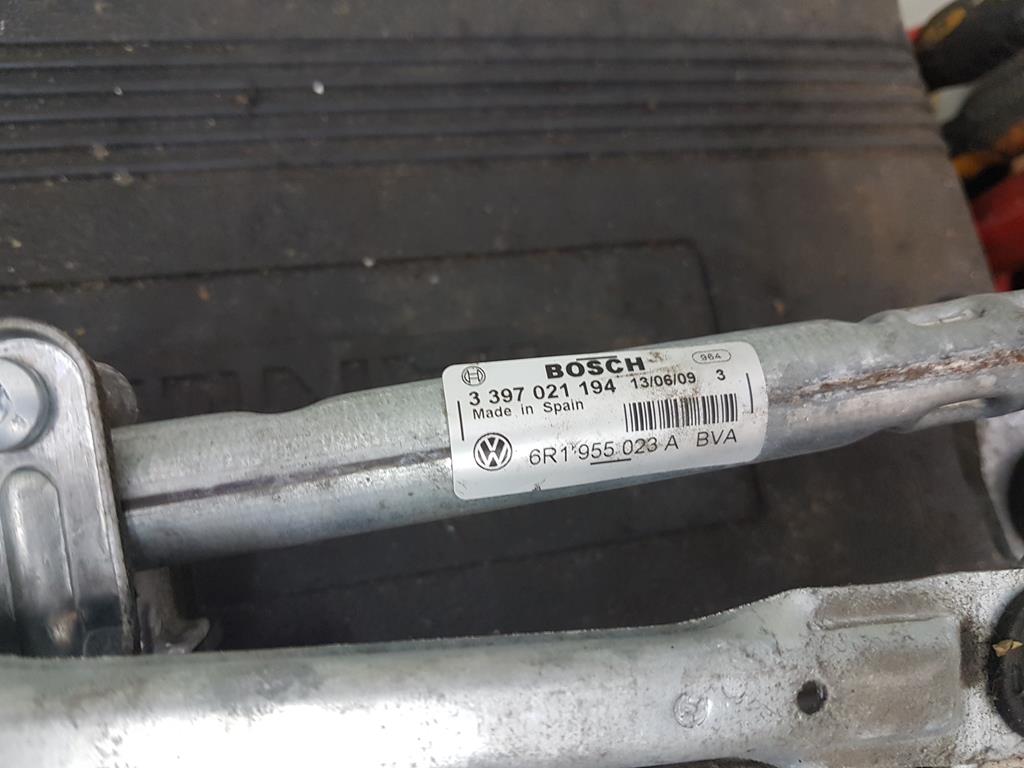 BOSCH
964
3 397 021 194 13/06/09 3
Made in Spain
6R1 955 023 A BVA